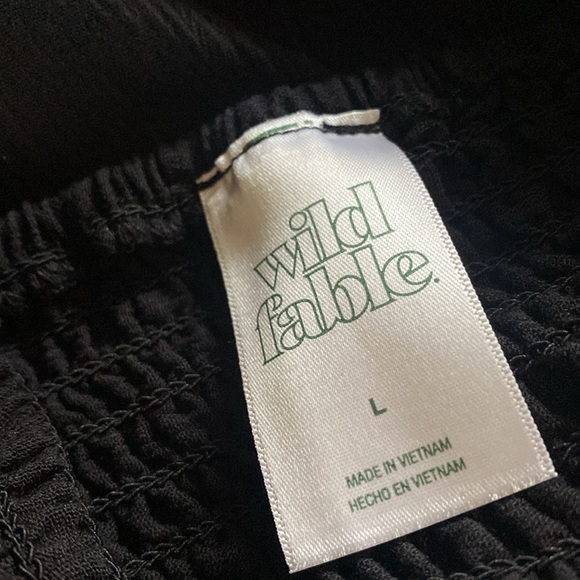 wild
fable.
L
MADE IN VIETNAM
HECHO EN VIETNAM